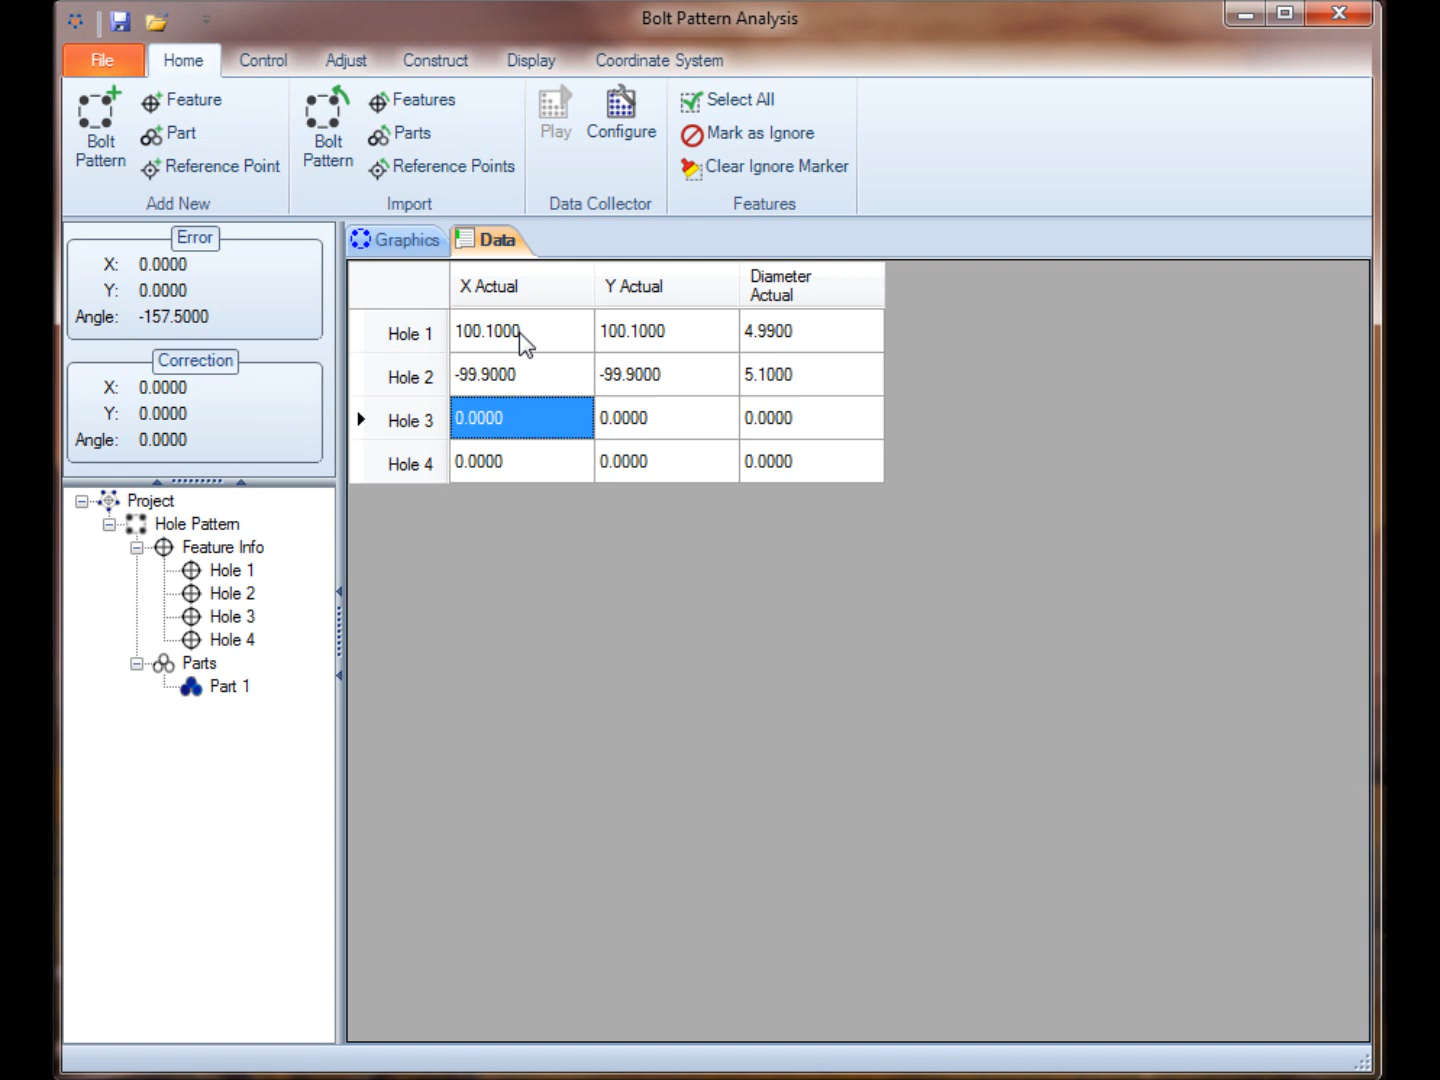 Bolt Pattern Analysis
File Home Control Adjust Construct Display Coordinate System
Bolt Pattern
Feature
Part
Reference Point
Add New
Bolt Pattern
Features
Parts
Reference Points
Import
Play
Configure
Data Collector
Select All
Mark as Ignore
Clear Ignore Marker
Features
Error
X: 0.0000
Y: 0.0000
Angle: -157.5000
Correction
X: 0.0000
Y: 0.0000
Angle: 0.0000
Project
Hole Pattern
Feature Info
Hole 1
Hole 2
Hole 3
Hole 4
Parts
Part 1
Graphics Data
X Actual Y Actual Diameter Actual
Hole 1 100.1000 100.1000 4.9900
Hole 2 -99.9000 -99.9000 5.1000
Hole 3 0.0000 0.0000 0.0000
Hole 4 0.0000 0.0000 0.0000